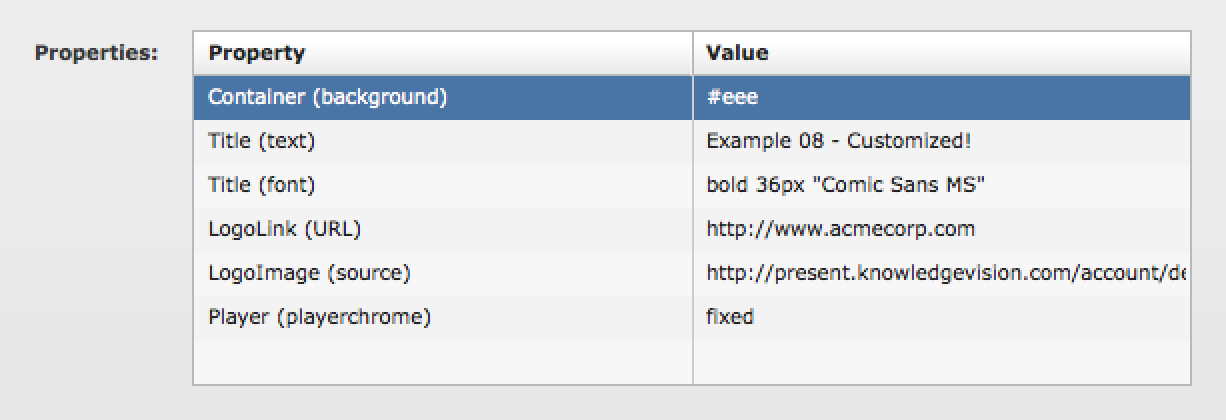 Properties:
Property Value
Container (background) #eee
Title (text) Example 08 - Customized!
Title (font) bold 36px "Comic Sans MS"
LogoLink (URL) http://www.acmecorp.com
LogoImage (source) http://present.knowledgevision.com/account/de
Player (playerchrome) fixed